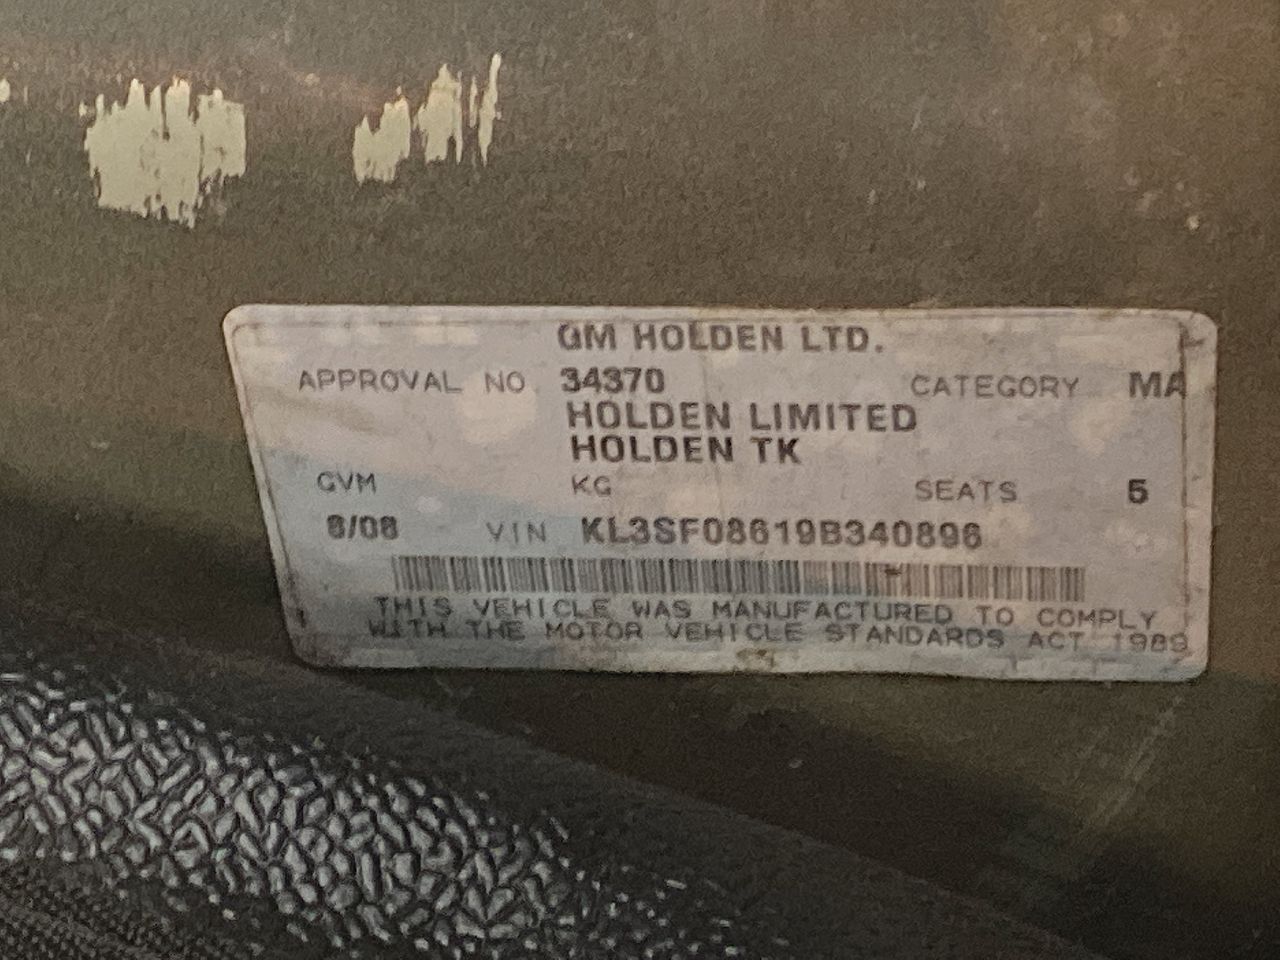 GM HOLDEN LTD.
APPROVAL NO 34370 CATEGORY MA
HOLDEN LIMITED
HOLDEN TK
GVM KG SEATS 5
8/08 VIN KL3SF08619B340896
THIS VEHICLE WAS MANUFACTURED TO COMPLY
WITH THE MOTOR VEHICLE STANDARDS ACT 1989